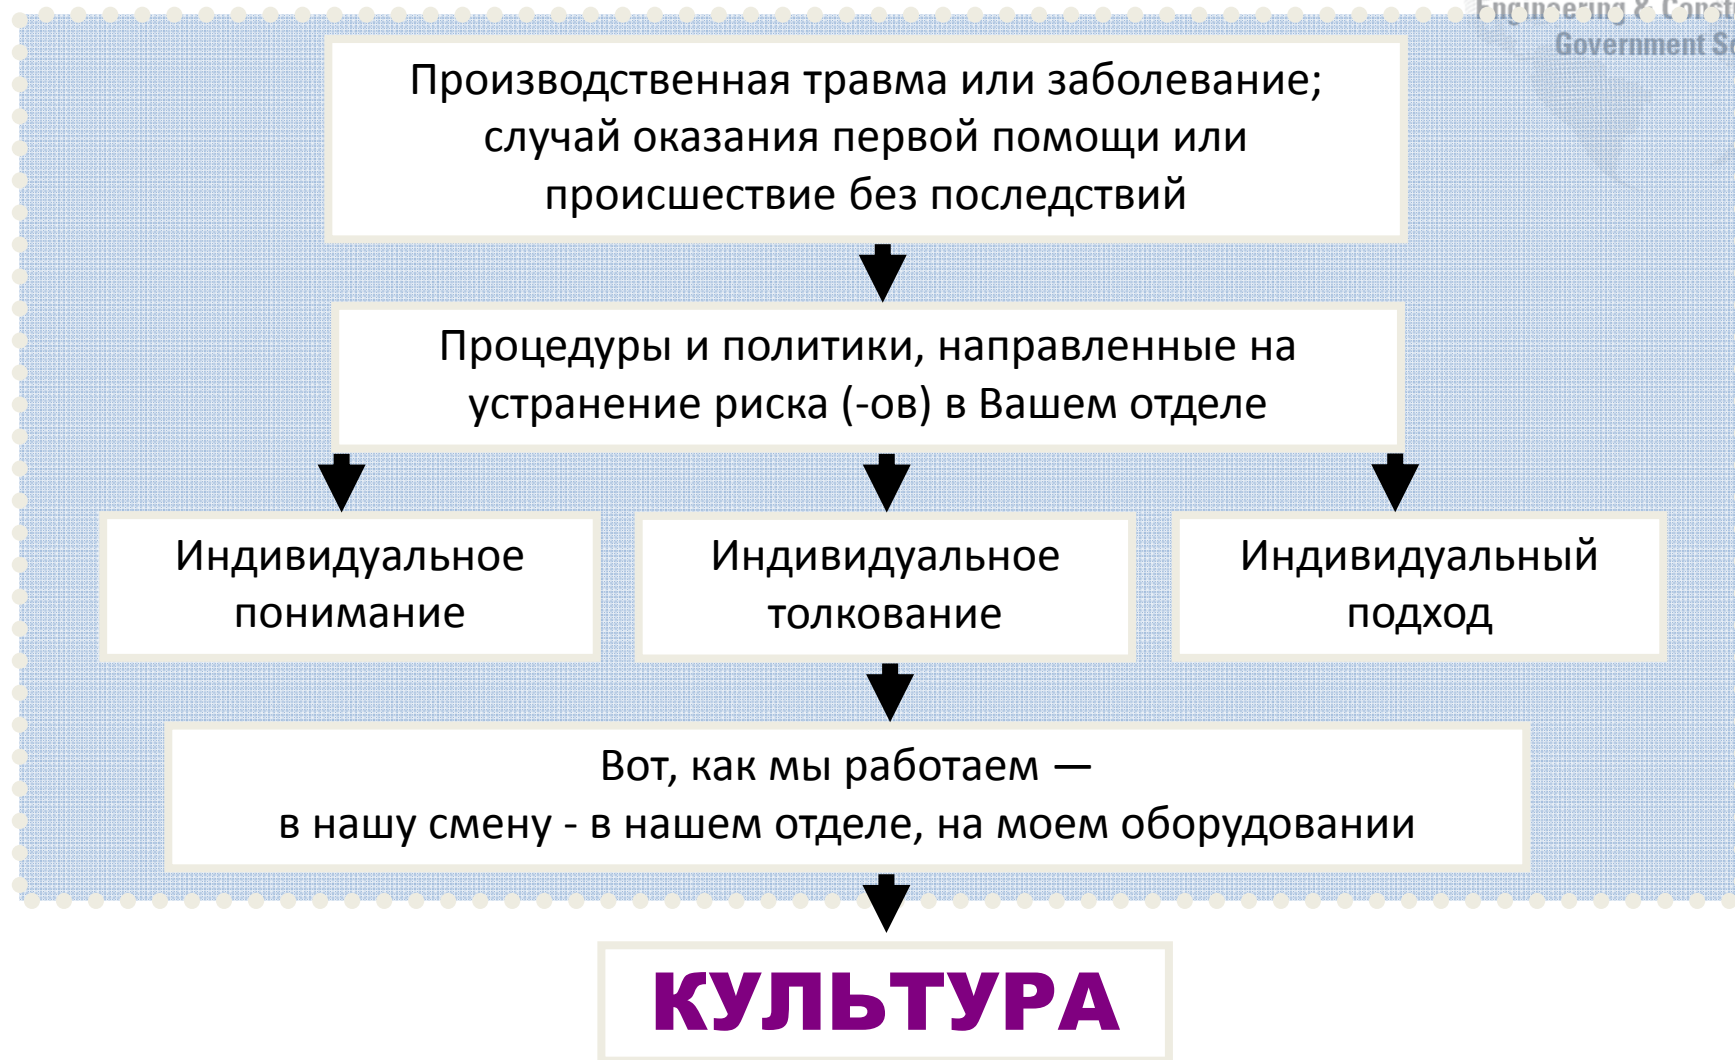 Engineering & Const
Government S
Производственная травма или заболевание;
случай оказания первой помощи или
происшествие без последствий
Процедуры и политики, направленные на
устранение риска (-ов) в Вашем отделе
Индивидуальное
понимание
Индивидуальное
толкование
Индивидуальный
подход
Вот, как мы работаем —
в нашу смену - в нашем отделе, на моем оборудовании
КУЛЬТУРА